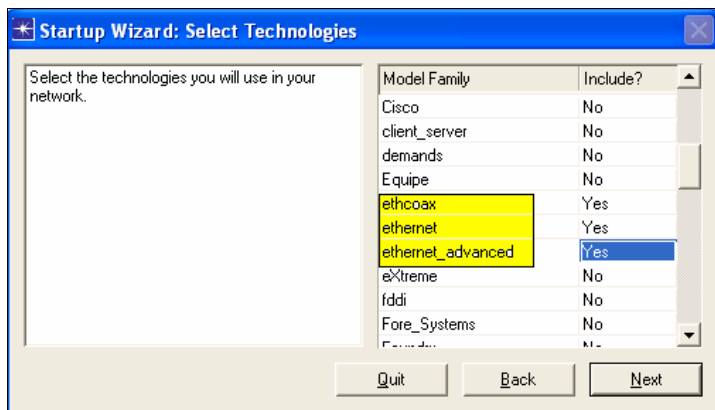 Startup Wizard: Select Technologies
Select the technologies you will use in your
network.
Model Family Include?
Cisco No
client_server No
demands No
Equipe No
ethcoax Yes
ethernet Yes
ethernet_advanced Yes
eXtreme No
fddi No
Fore_Systems No
Quit Back Next